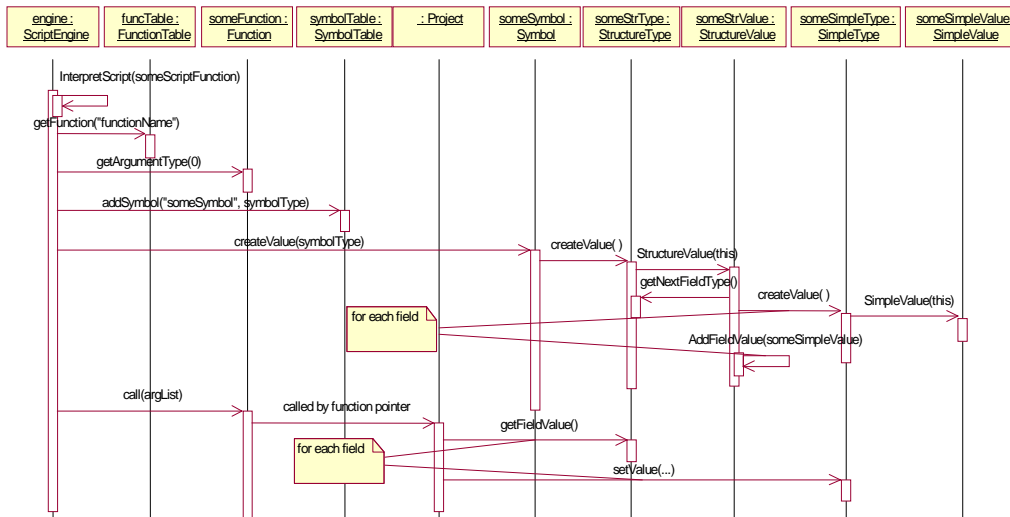 engine :
ScriptEngine
funcTable :
FunctionTable
someFunction :
Function
symbolTable :
SymbolTable
_: Project
someSymbol :
Symbol
someStrType :
StructureType
someStrValue :
StructureValue
someSimpleType :
SimpleType
someSimpleValue
SimpleValue
InterpretScript(someScriptFunction)
getFunction("functionName")
getArgumentType(0)
addSymbol("someSymbol", symbolType)
createValue(symbolType)
createValue( )
StructureValue(this)
getNextFieldType()
createValue( )
SimpleValue(this)
for each field
AddFieldValue(someSimpleValue)
call(argList)
called by function pointer
getFieldValue()
for each field
setValue(...)